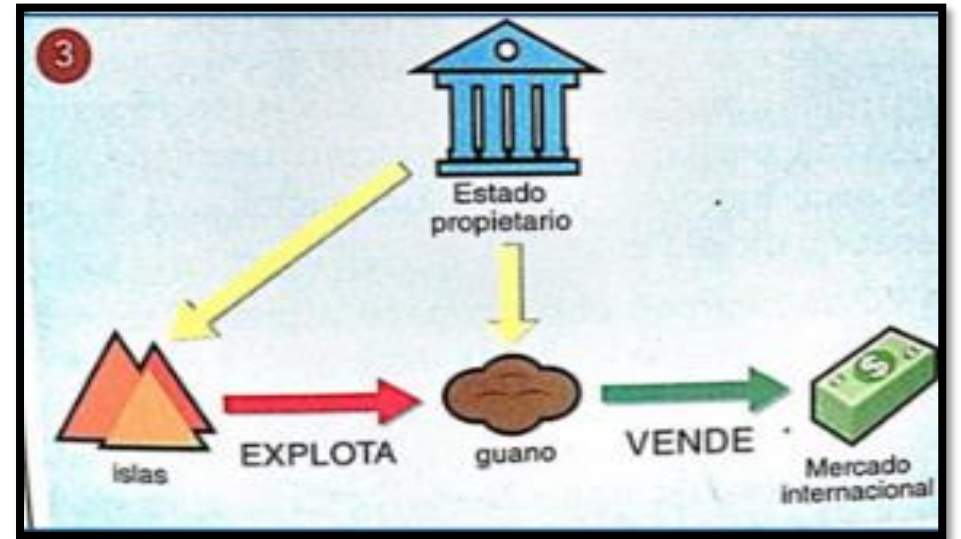 3
Estado
propietario
EXPLOTA
VENDE
islas
guano
Mercado
internacional
$